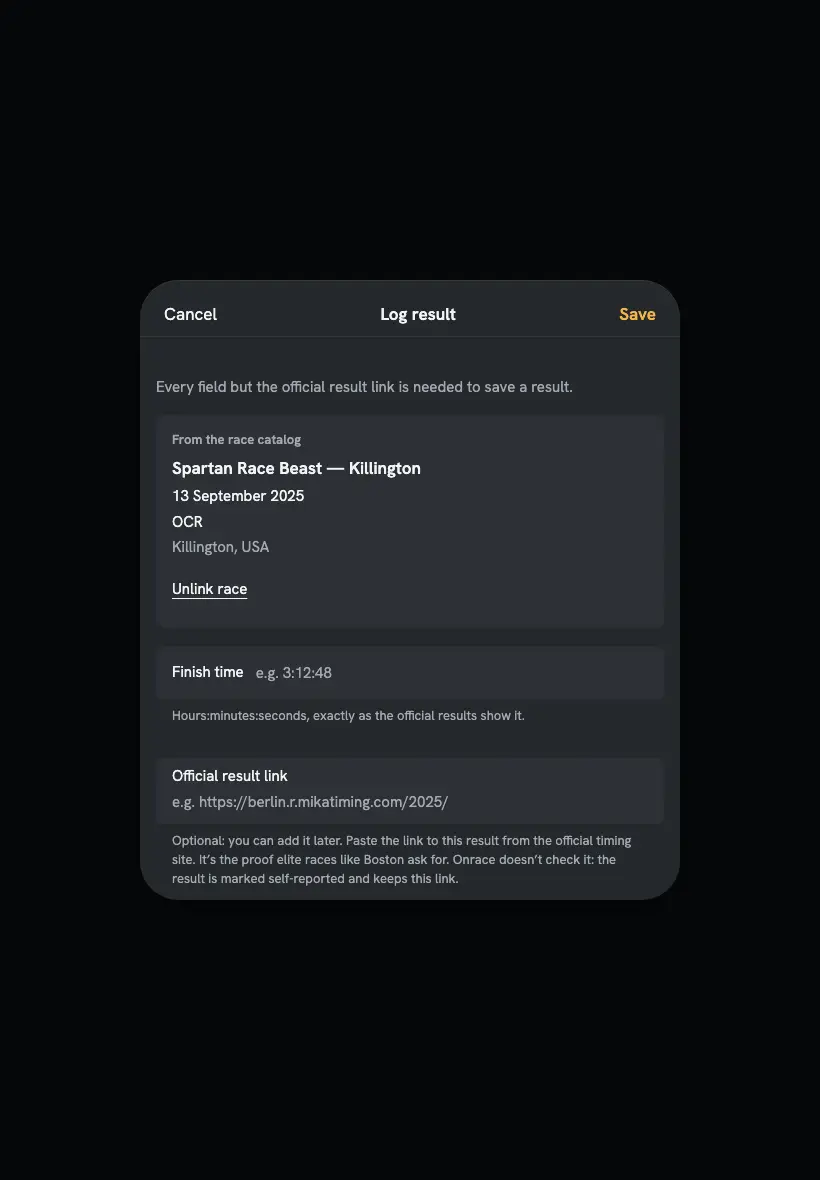 Cancel
Log result
Save
Every field but the official result link is needed to save a result.
From the race catalog
Spartan Race Beast — Killington
13 September 2025
OCR
Killington, USA
Unlink race
Finish time e.g. 3:12:48
Hours:minutes:seconds, exactly as the official results show it.
Official result link
e.g. https://berlin.r.mikatiming.com/2025/
Optional: you can add it later. Paste the link to this result from the official timing
site. It’s the proof elite races like Boston ask for. Onrace doesn’t check it: the
result is marked self-reported and keeps this link.